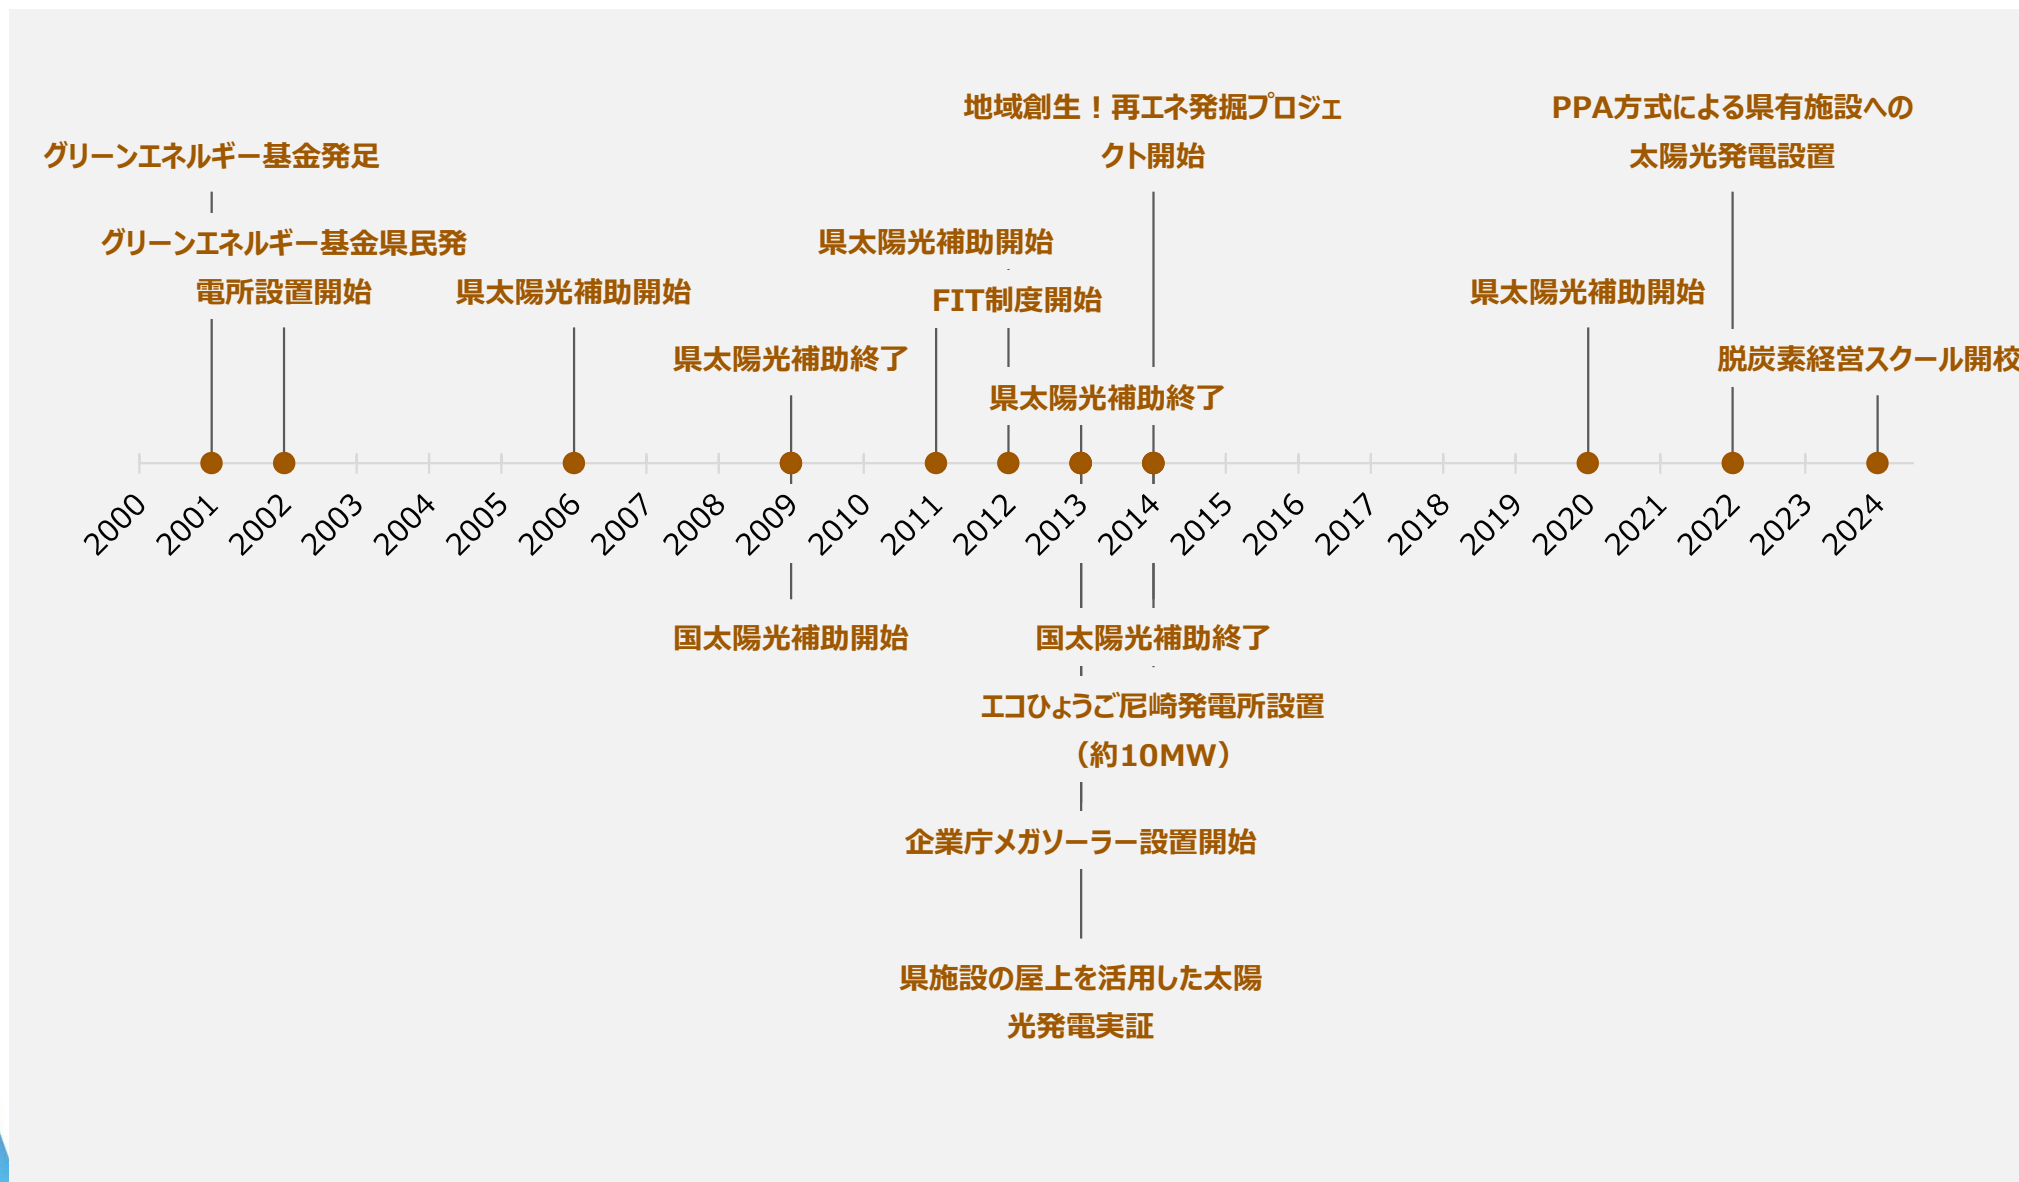 地域創生！再エネ発掘プロジェ
クト開始
PPA方式による県有施設への
太陽光発電設置
グリーンエネルギー基金発足
グリーンエネルギー基金県民発
電所設置開始
県太陽光補助開始
県太陽光補助終了
県太陽光補助開始
FIT制度開始
県太陽光補助終了
県太陽光補助開始
脱炭素経営スクール開校
2000
2001
2002
2003
2004
2005
2006
2007
2008
2009
2010
2011
2012
2013
2014
2015
2016
2017
2018
2019
2020
2021
2022
2023
2024
国太陽光補助開始
国太陽光補助終了
エコひょうご尼崎発電所設置
（約10MW）
企業庁メガソーラー設置開始
県施設の屋上を活用した太陽
光発電実証